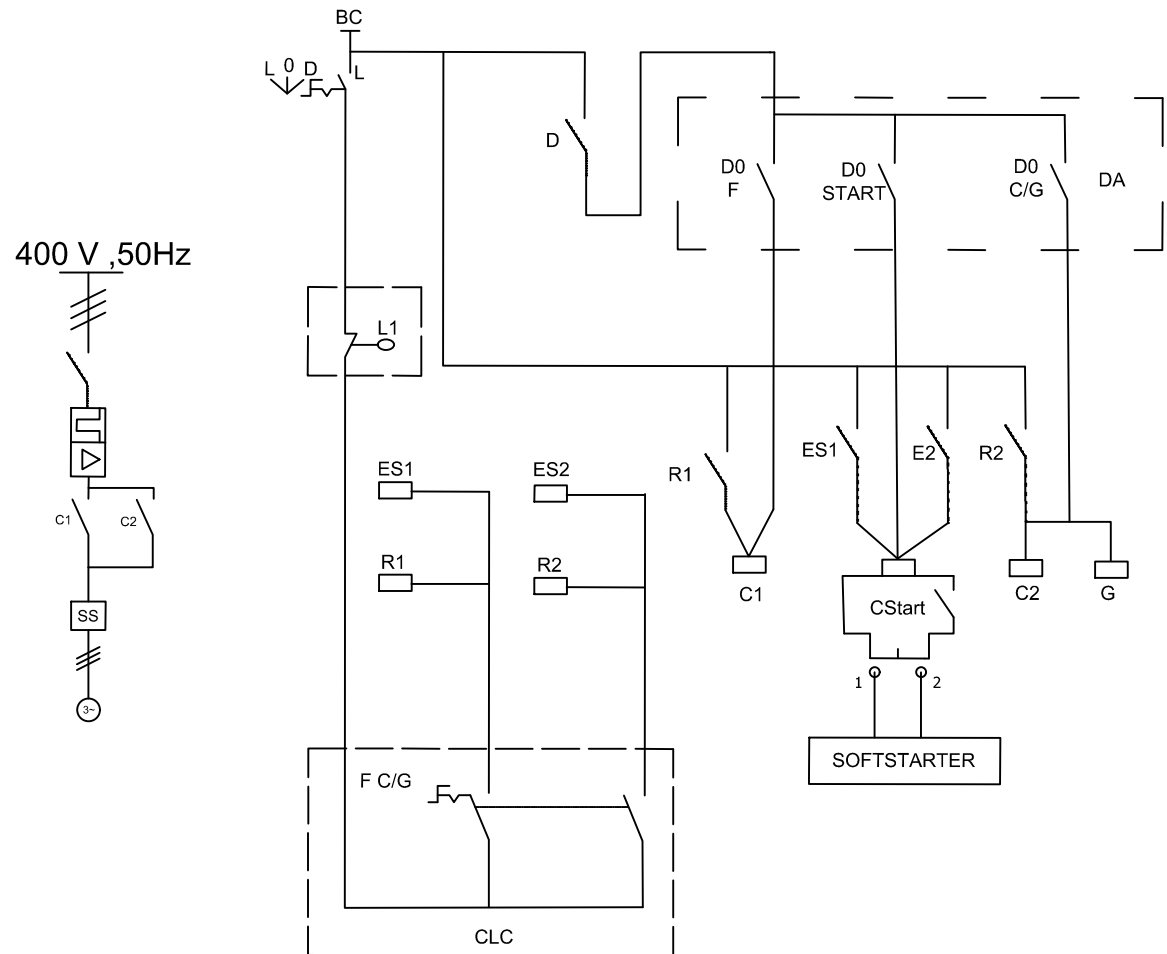 BC
L 0 D
L
D
D0
F
D0
START
D0
C/G
DA
400 V ,50Hz
L1
ES1
ES2
R1
R2
R1
ES1
E2
R2
C1
C2
SS
3~
C1
CStart
C2
G
1
2
SOFTSTARTER
F C/G
CLC